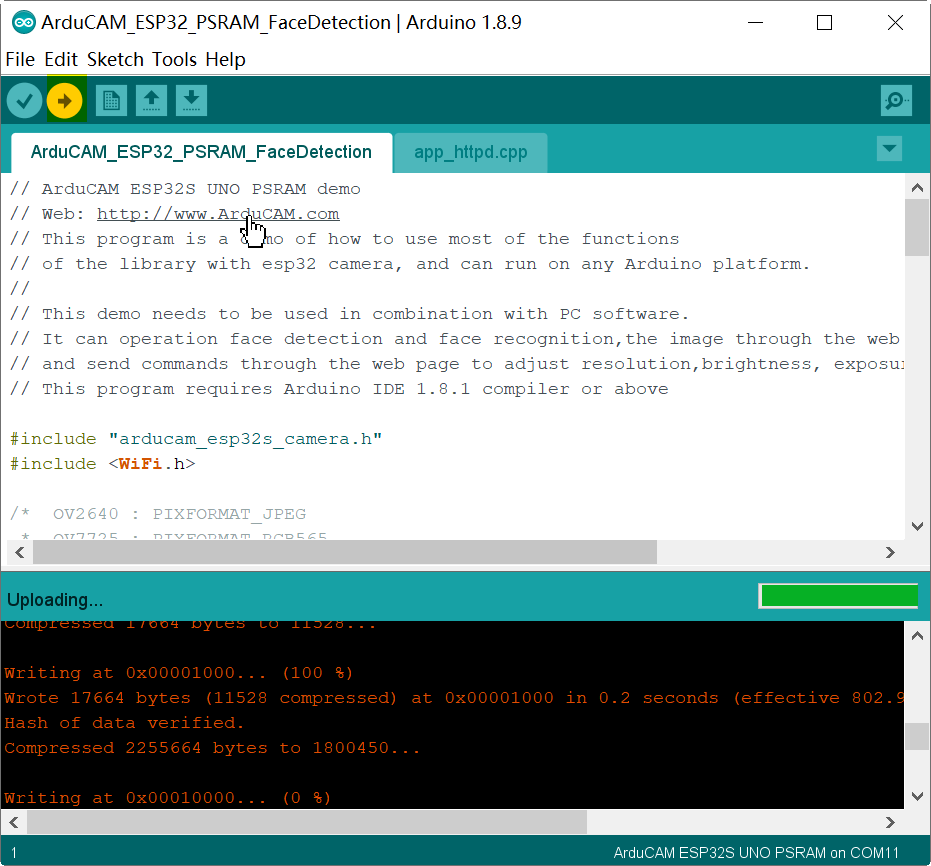 ArduCAM_ESP32_PSRAM_FaceDetection | Arduino 1.8.9
File Edit Sketch Tools Help
ArduCAM_ESP32_PSRAM_FaceDetection app_httpd.cpp
// ArduCAM ESP32S UNO PSRAM demo
// Web: http://www.ArduCAM.com
// This program is a demo of how to use most of the functions
// of the library with esp32 camera, and can run on any Arduino platform.
//
// This demo needs to be used in combination with PC software.
// It can operation face detection and face recognition,the image through the web
// and send commands through the web page to adjust resolution,brightness, exposu
// This program requires Arduino IDE 1.8.1 compiler or above
#include "arducam_esp32s_camera.h"
#include <WiFi.h>
/* OV2640 : PIXFORMAT_JPEG
* OV7725 : PIXFORMAT_RGB565
Uploading...
Compressed 17664 bytes to 11528...
Writing at 0x00001000... (100 %)
Wrote 17664 bytes (11528 compressed) at 0x00001000 in 0.2 seconds (effective 802.9
Hash of data verified.
Compressed 2255664 bytes to 1800450...
Writing at 0x00010000... (0 %)
1 ArduCAM ESP32S UNO PSRAM on COM11